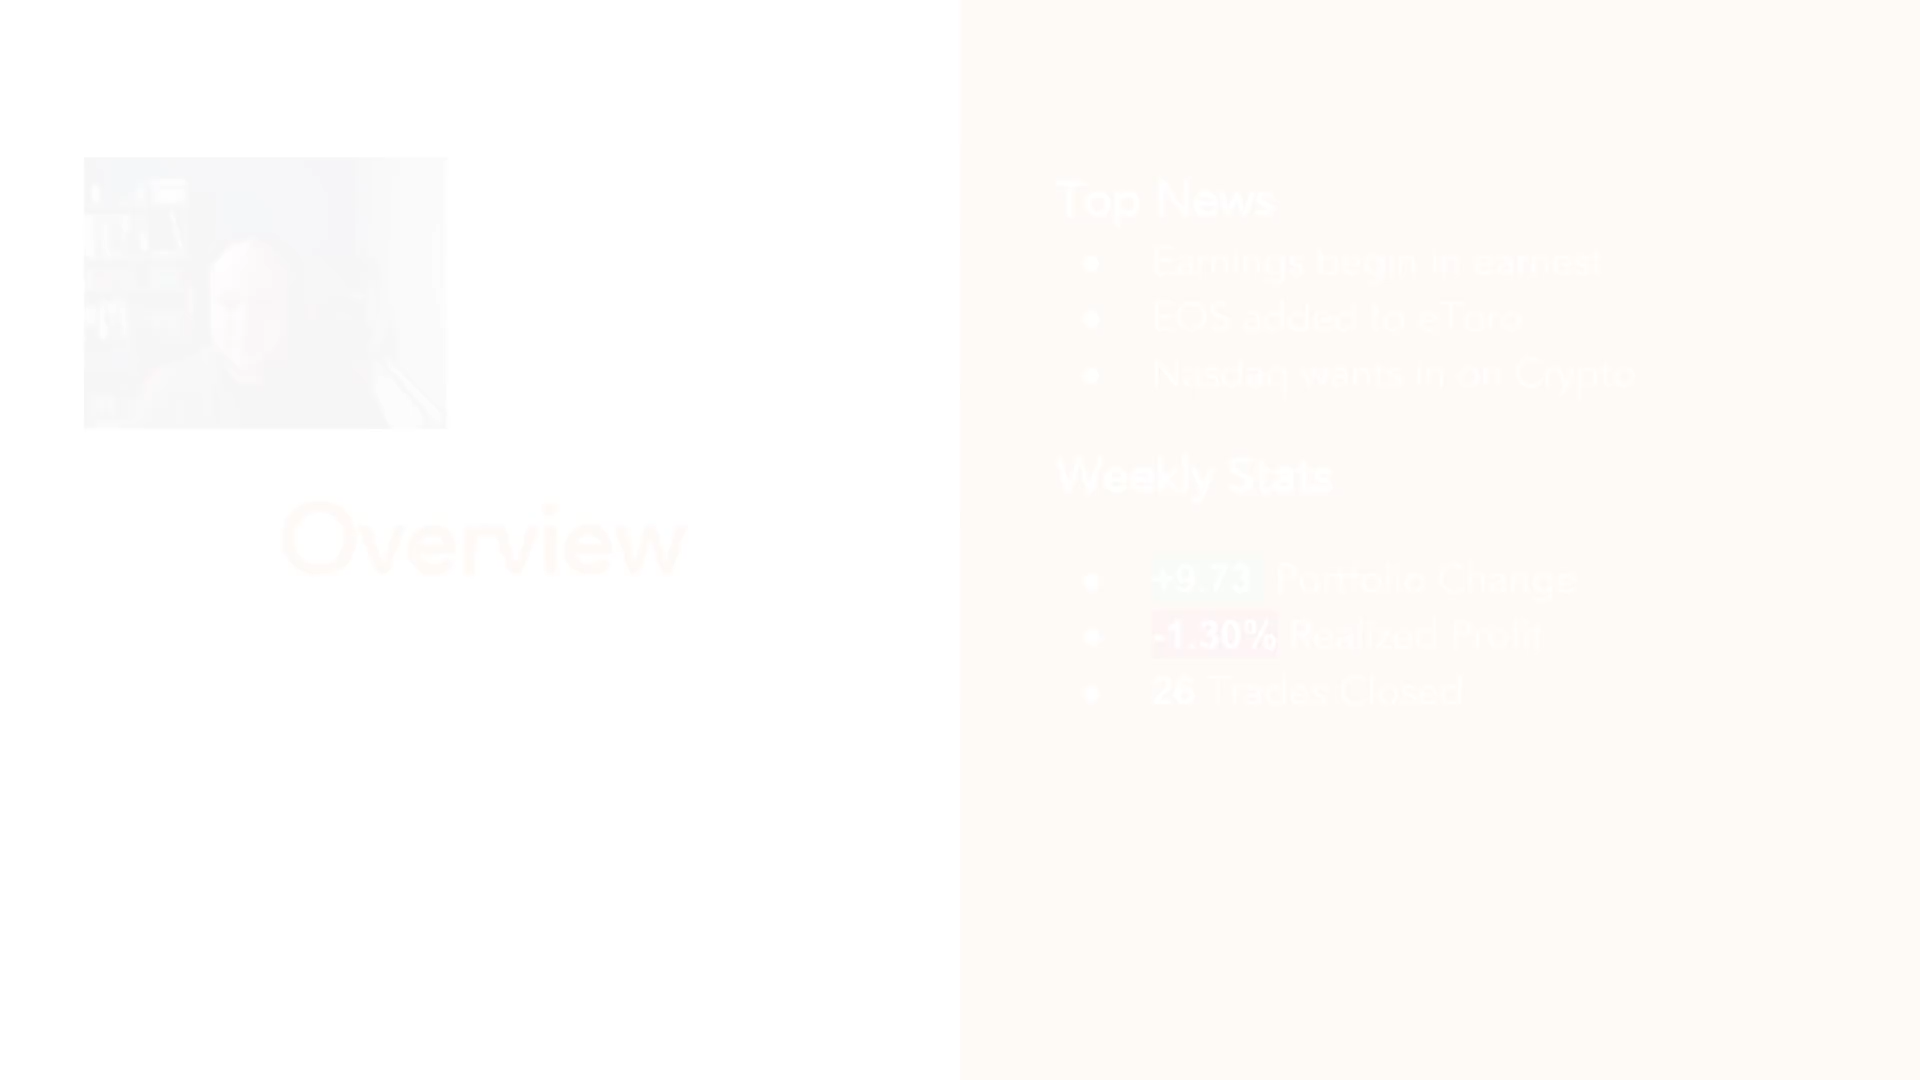 Overview
Top News
Earnings begin in earnest
EOS added to eToro
Nasdaq wants in on Crypto
Weekly Stats
+9.73 Portfolio Change
-1.30% Realized Profit
26 Trades Closed